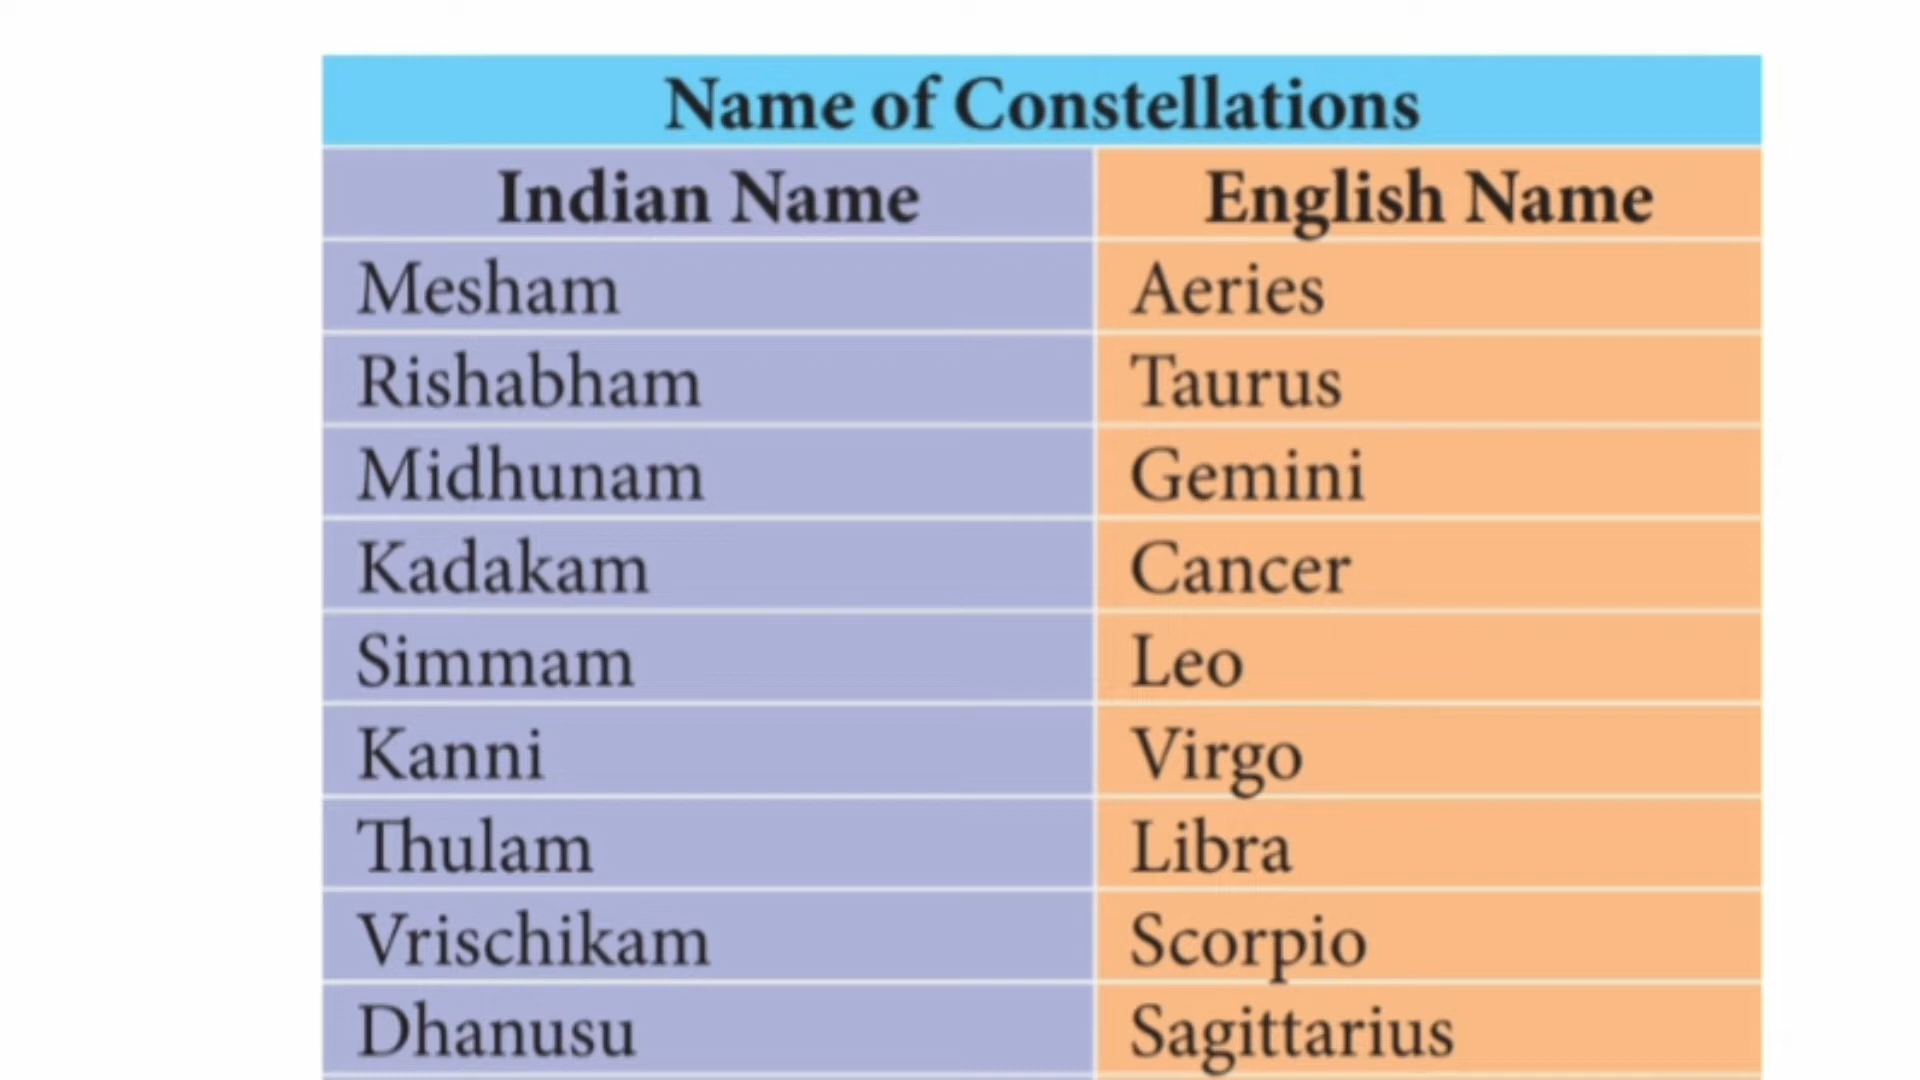 Name of Constellations
Indian Name English Name
Mesham Aeries
Rishabham Taurus
Midhunam Gemini
Kadakam Cancer
Simmam Leo
Kanni Virgo
Thulam Libra
Vrischikam Scorpio
Dhanusu Sagittarius